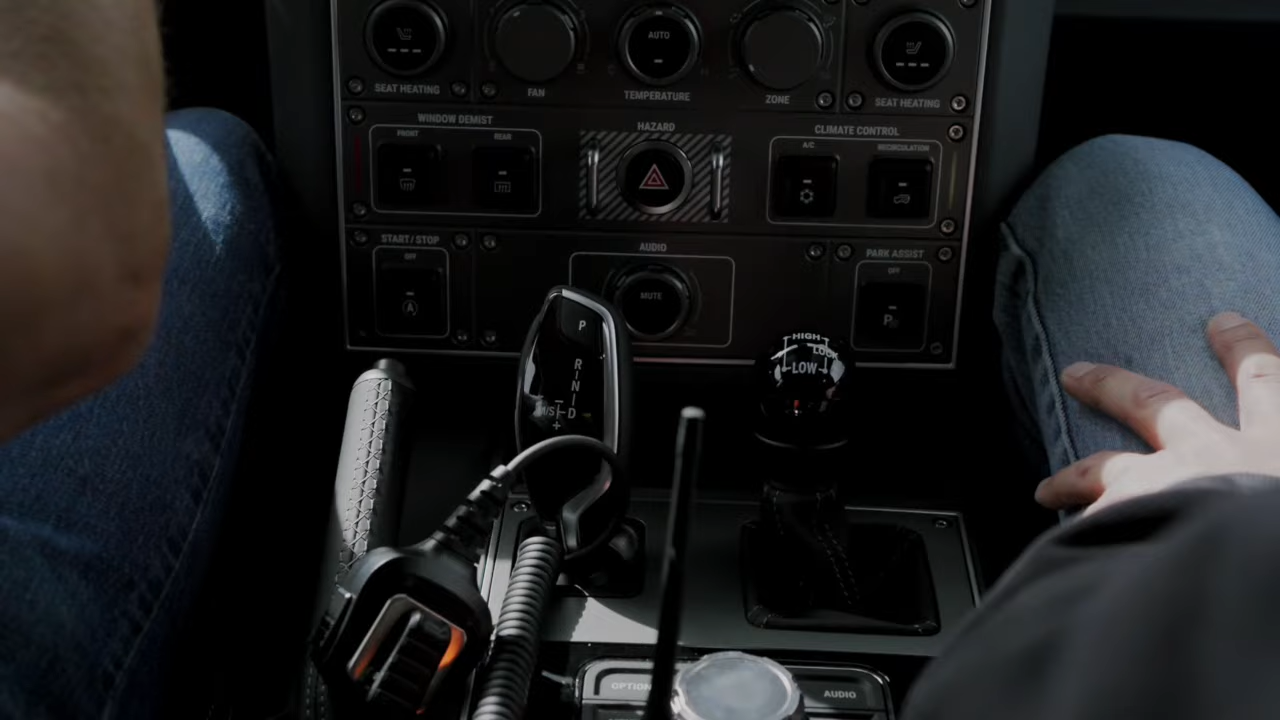 SEAT HEATING
FAN
AUTO
TEMPERATURE
ZONE
SEAT HEATING
WINDOW DEMIST
FRONT
REAR
HAZARD
CLIMATE CONTROL
A/C
RECIRCULATION
START/STOP
OFF
A
AUDIO
MUTE
PARK ASSIST
OFF
P
P
R
N
D
M/S
HIGH
LOCK
LOW
OPTION
AUDIO